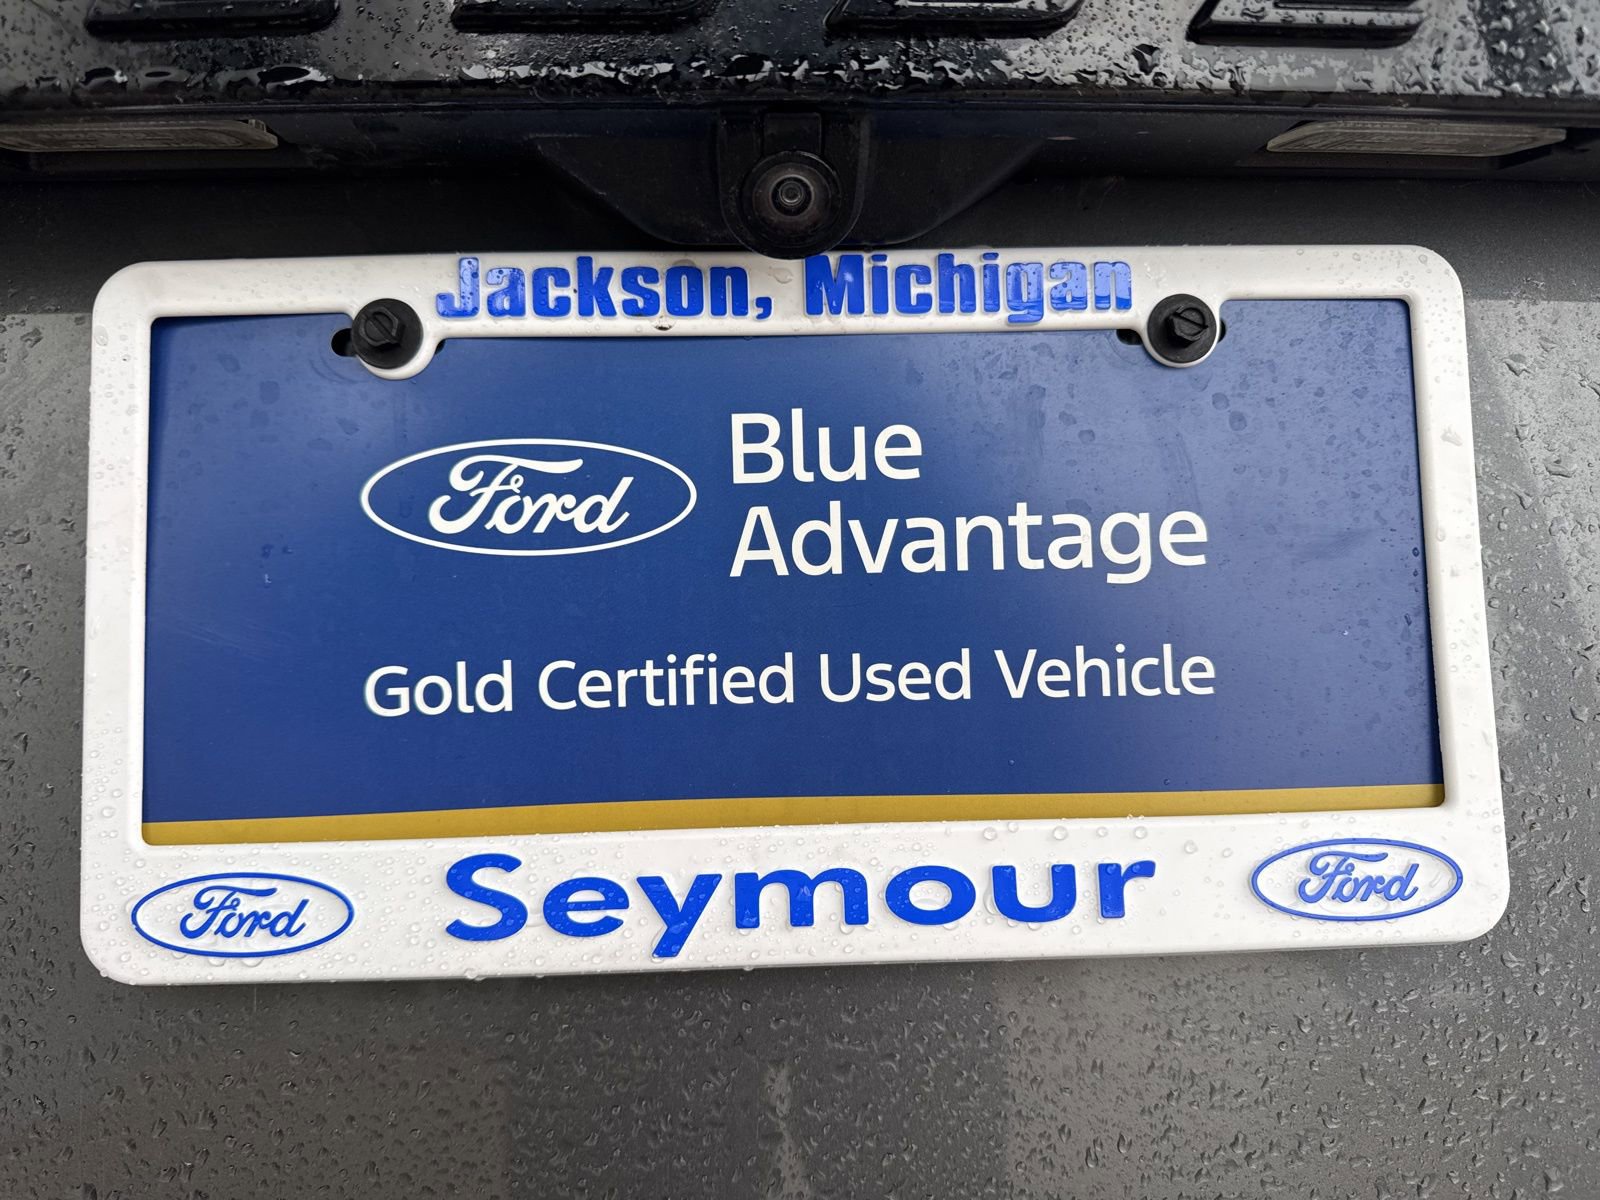 Jackson, Michigan
Ford
Blue
Advantage
Gold Certified Used Vehicle
Ford Seymour Ford